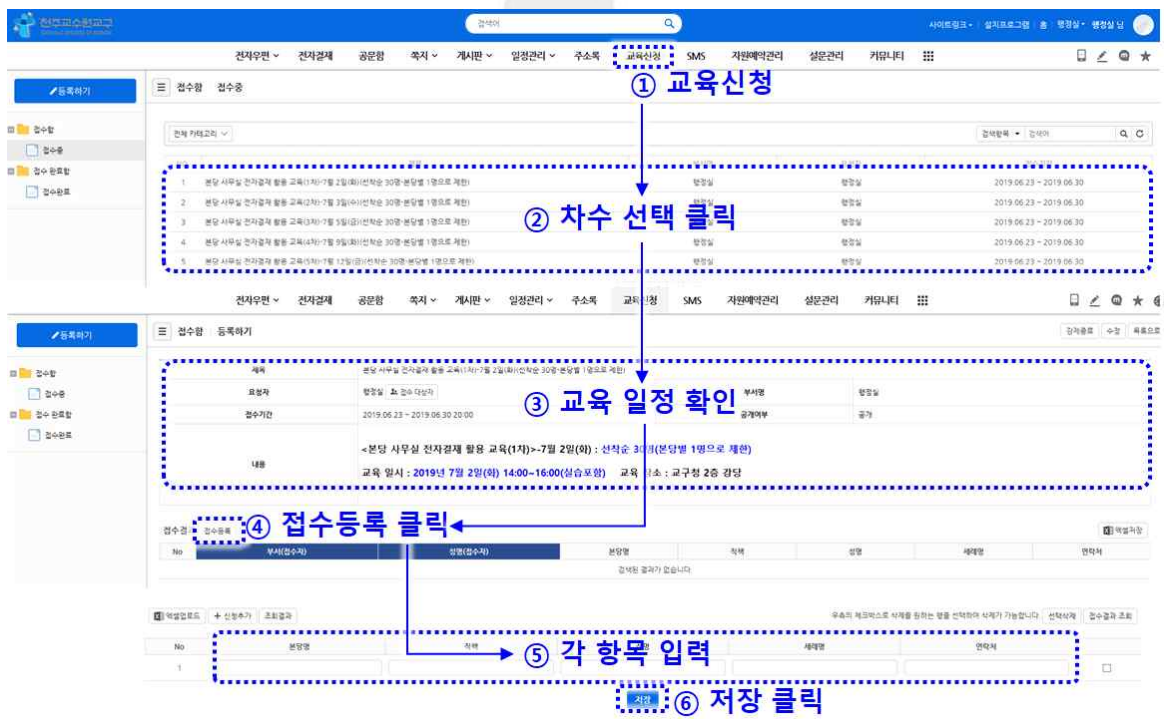 천주교수원교구
검색어
사이트링크 설치프로그램 홈 행정실 행정실 님
전자우편 전자결재 공문함 쪽지 게시판 일정관리 주소록 교육신청 SMS 자원예약관리 설문관리 커뮤니티
① 교육신청
등록하기
접수함 접수중
접수함
접수중
접수 완료함
접수완료
전체 카테고리
검색항목 검색어
1 본당 사무실 전자결재 활용 교육(1차)-7월 2일(화)(선착순 30명-본당별 1명으로 제한) 행정실 행정실 2019.06.23 ~ 2019.06.30
2 본당 사무실 전자결재 활용 교육(2차)-7월 3일(수)(선착순 30명-본당별 1명으로 제한) 행정실 행정실 2019.06.23 ~ 2019.06.30
3 본당 사무실 전자결재 활용 교육(3차)-7월 5일(금)(선착순 30명-본당별 1명으로 제한) 행정실 2019.06.23 ~ 2019.06.30
4 본당 사무실 전자결재 활용 교육(4차)-7월 9일(화)(선착순 30명-본당별 1명으로 제한) 행정실 행정실 2019.06.23 ~ 2019.06.30
5 본당 사무실 전자결재 활용 교육(5차)-7월 12일(금)(선착순 30명-본당별 1명으로 제한) 행정실 행정실 2019.06.23 ~ 2019.06.30
② 차수 선택 클릭
전자우편 전자결재 공문함 쪽지 게시판 일정관리 주소록 교육신청 SMS 자원예약관리 설문관리 커뮤니티
등록하기
접수함 등록하기
강제종료 수정 목록으로
접수함
접수중
접수 완료함
접수완료
제목 본당 사무실 전자결재 활용 교육(1차)-7월 2일(화)(선착순 30명-본당별 1명으로 제한)
요청자 행정실 접수 대상자 부서명 행정실
③ 교육 일정 확인
접수기간 2019.06.23 ~ 2019.06.30 20:00 공개여부 공개
내용
<본당 사무실 전자결재 활용 교육(1차)>-7월 2일(화) : 선착순 30명(본당별 1명으로 제한)
교육 일시 : 2019년 7월 2일(화) 14:00~16:00(실습포함) 교육 장소 : 교구청 2층 강당
접수등록
④ 접수등록 클릭
엑셀저장
No 부서(접수자) 성명(접수자) 본당명 직책 성명 세례명 연락처
검색된 결과가 없습니다
엑셀업로드 + 신청추가 조회결과
우측의 체크박스로 삭제를 원하는 행을 선택하여 삭제가 가능합니다 선택삭제 접수결과 조회
No 본당명 직책 세례명 연락처
1
⑤ 각 항목 입력
저장
⑥ 저장 클릭